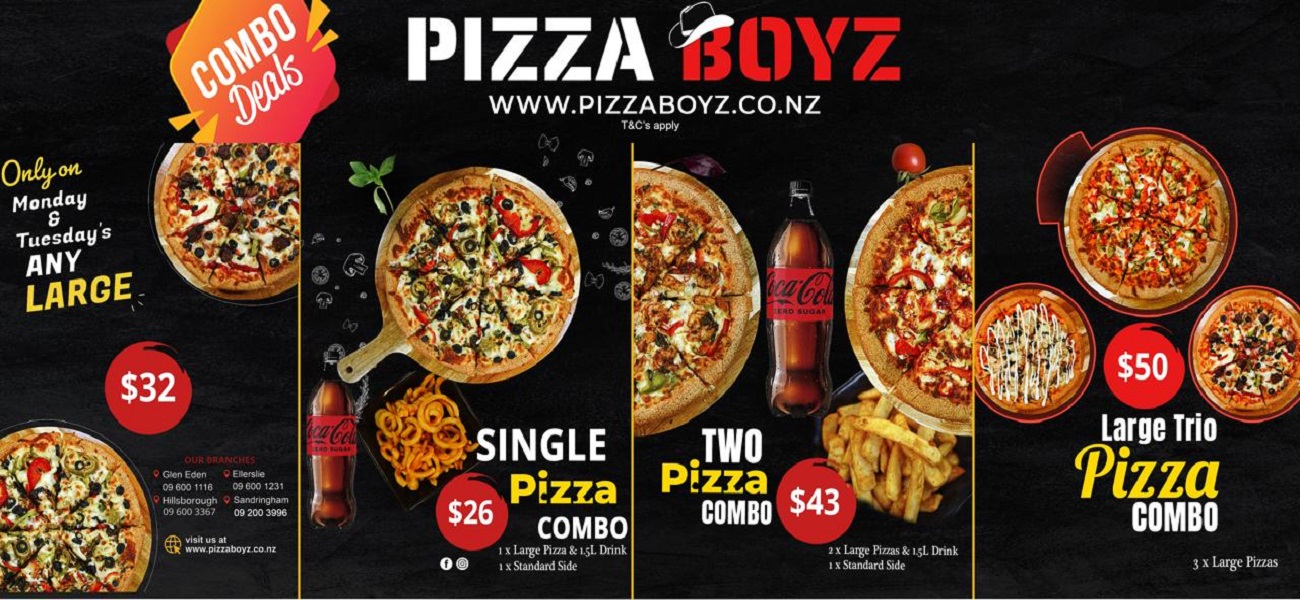 COMBO
Deals
PIZZA BOYZ
WWW.PIZZABOYZ.CO.NZ
T&C's apply
Only on
Monday
&
Tuesday's
ANY
LARGE
$32
OUR BRANCHES
Glen Eden
09 600 1116
Ellerslie
09 600 1231
Hillsborough
09 600 3367
Sandringham
09 200 3996
visit us at
www.pizzaboyz.co.nz
Coca-Cola
SINGLE
Pizza
COMBO
$26
1 x Large Pizza & 1.5L Drink
1 x Standard Side
Coca-Cola
ZERO SUGAR
TWO
Pizza
COMBO
$43
2 x Large Pizzas & 1.5L Drink
1 x Standard Side
$50
Large Trio
Pizza
COMBO
3 x Large Pizzas